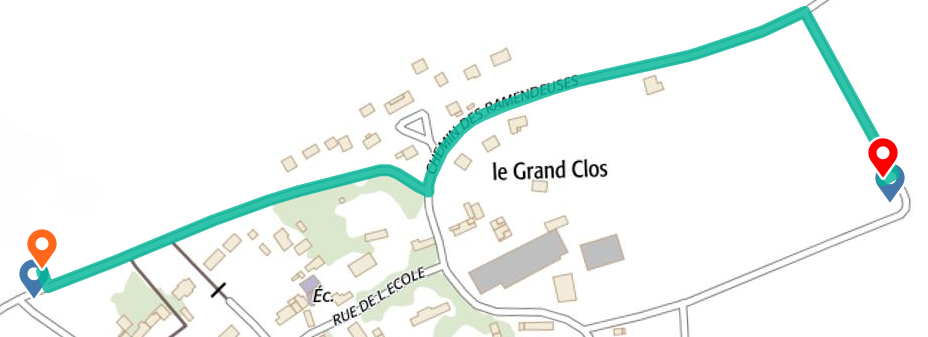 CHEMIN DES RAMENDEUSES
le Grand Clos
Éc.
RUE DE L'ECOLE